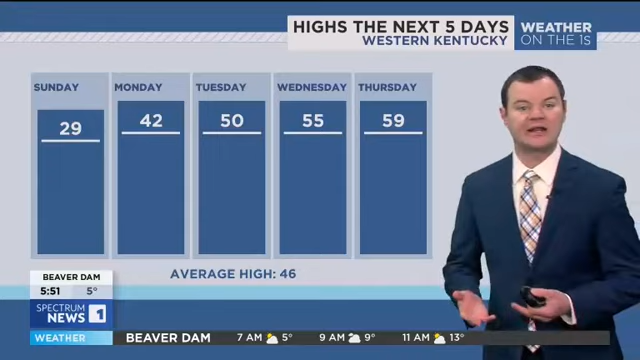 HIGHS THE NEXT 5 DAYS
WESTERN KENTUCKY
WEATHER
ON THE 1s
SUNDAY MONDAY TUESDAY WEDNESDAY THURSDAY
29 42 50 55 59
AVERAGE HIGH: 46
BEAVER DAM
5:51 5°
SPECTRUM
NEWS 1
WEATHER BEAVER DAM 7 AM 5° 9 AM 9° 11 AM 13°